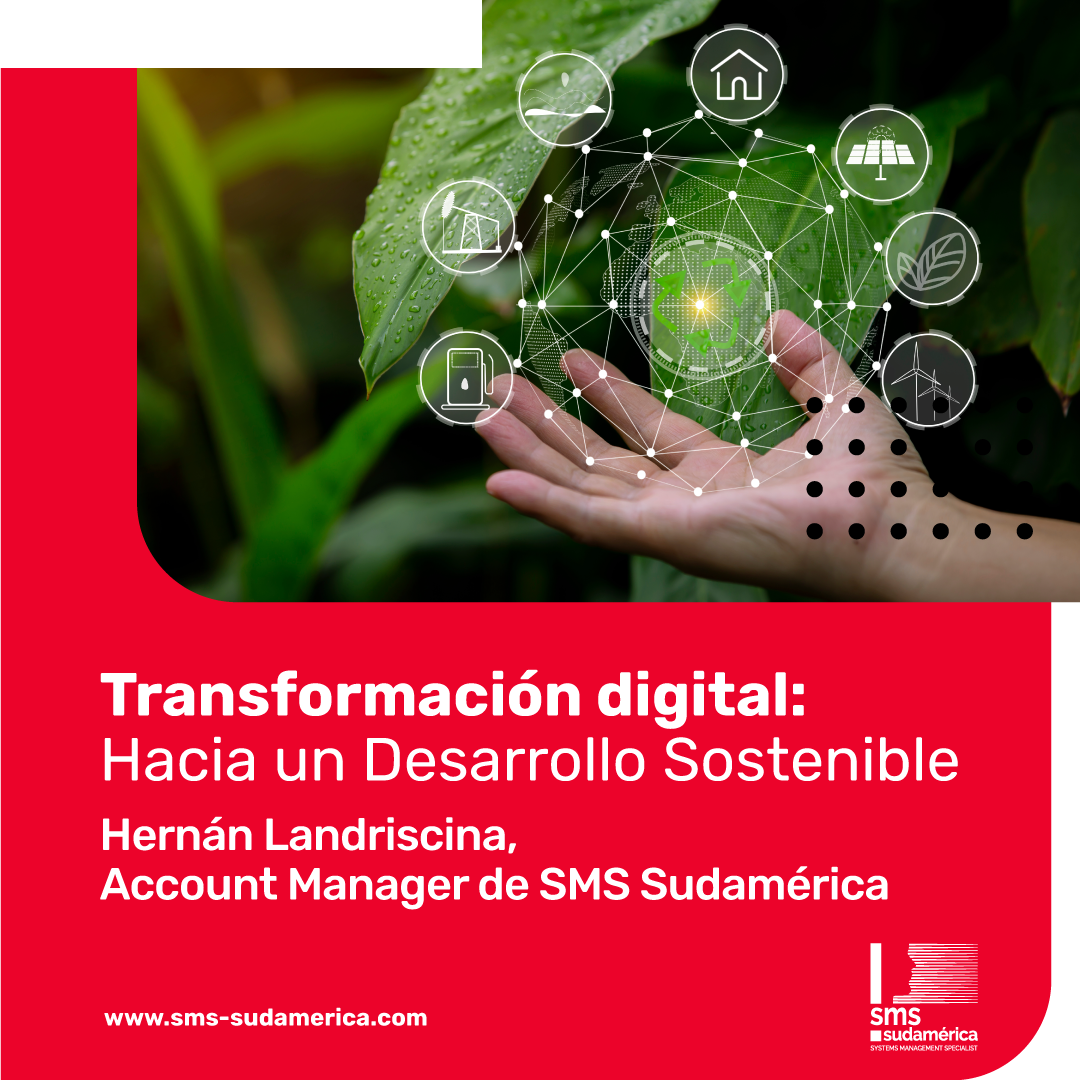 Transformación digital:
Hacia un Desarrollo Sostenible
Hernán Landriscina,
Account Manager de SMS Sudamérica
www.sms-sudamerica.com
sms
sudamérica
SYSTEMS MANAGEMENT SPECIALIST